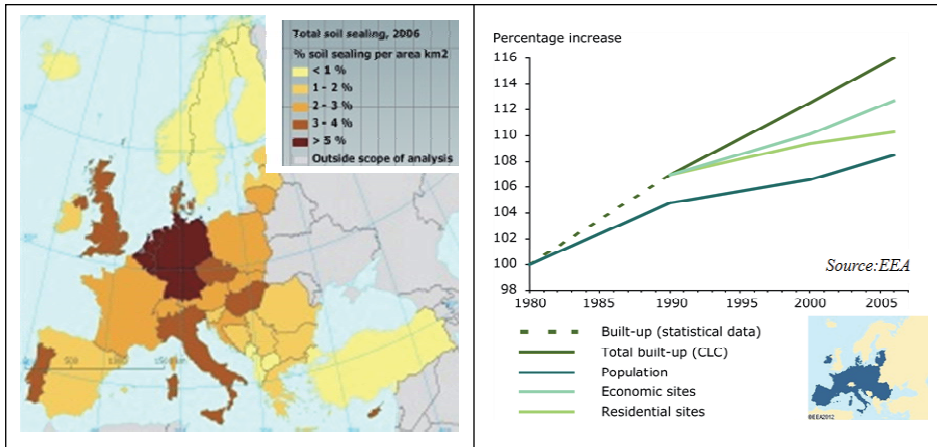 Total soil sealing, 2006
% soil sealing per area km2
< 1 %
1 - 2 %
2 - 3 %
3 - 4 %
> 5 %
Outside scope of analysis
500
Percentage increase
116
114
112
110
108
106
104
102
100
98
1980
1985
1990
1995
2000
2005
Source:EEA
Built-up (statistical data)
Total built-up (CLC)
Population
Economic sites
Residential sites
©EEA2012